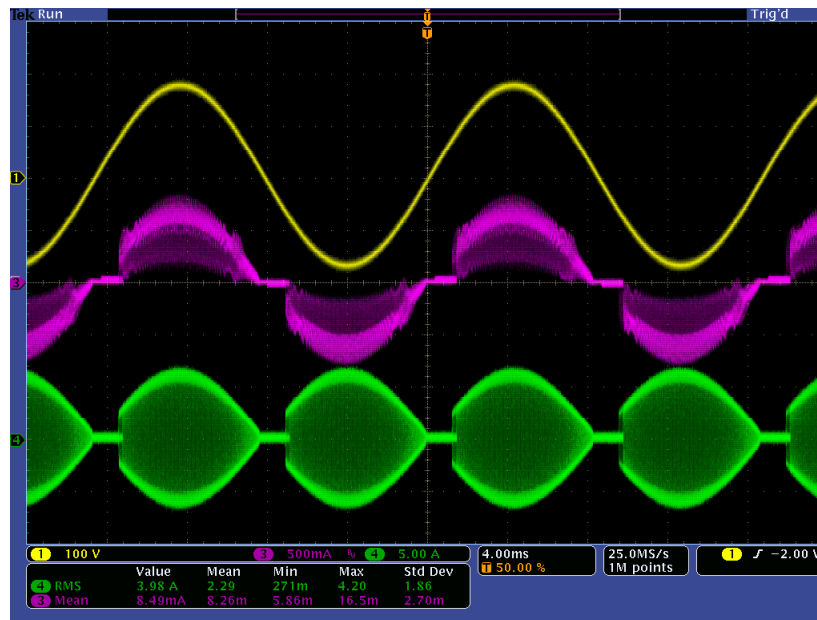 Tek Run Trig'd
T
T
1
3
4
1 100 V 3 500mA 4 5.00 A
4.00ms
T 50.00 %
25.0MS/s
1M points
1 -2.00 V
Value Mean Min Max Std Dev
4 RMS 3.98 A 2.29 271m 4.20 1.86
3 Mean 8.49mA 8.26m 5.86m 16.5m 2.70m